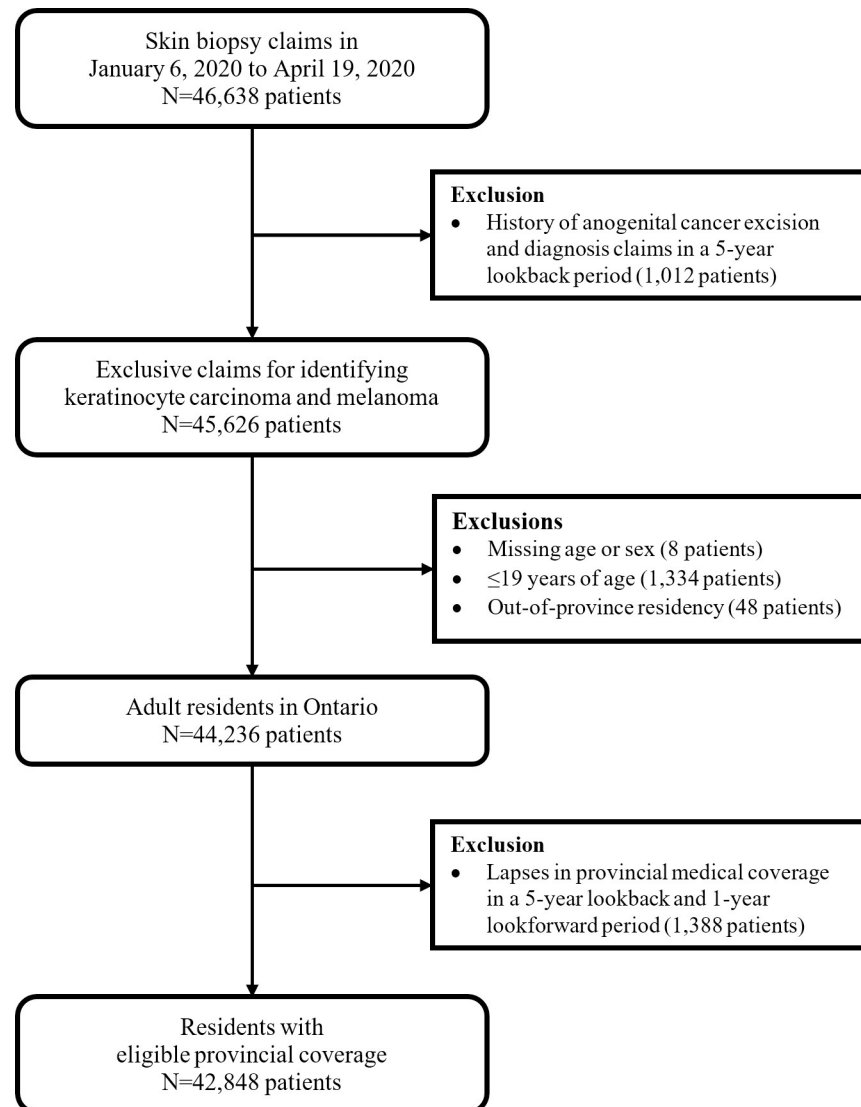 Skin biopsy claims in
January 6, 2020 to April 19, 2020
N=46,638 patients
Exclusion
• History of anogenital cancer excision
and diagnosis claims in a 5-year
lookback period (1,012 patients)
Exclusive claims for identifying
keratinocyte carcinoma and melanoma
N=45,626 patients
Exclusions
• Missing age or sex (8 patients)
• ≤19 years of age (1,334 patients)
• Out-of-province residency (48 patients)
Adult residents in Ontario
N=44,236 patients
Exclusion
• Lapses in provincial medical coverage
in a 5-year lookback and 1-year
lookforward period (1,388 patients)
Residents with
eligible provincial coverage
N=42,848 patients